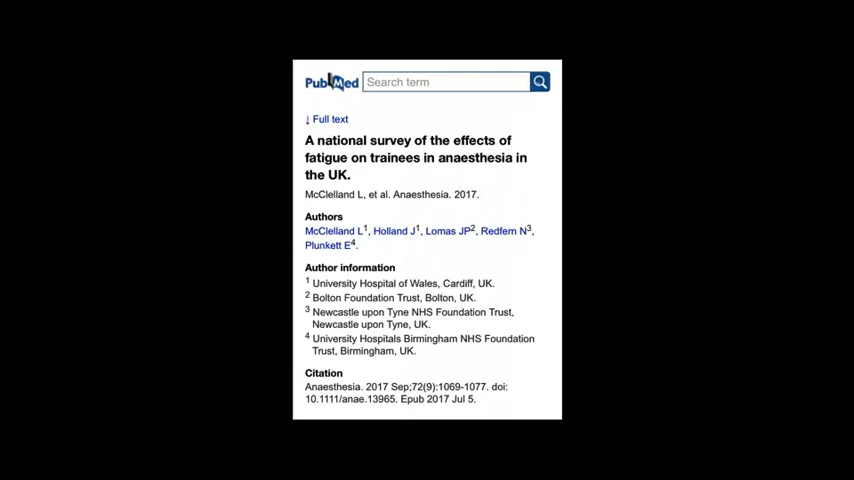 PubMed Search term
↓ Full text
A national survey of the effects of
fatigue on trainees in anaesthesia in
the UK.
McClelland L, et al. Anaesthesia. 2017.
Authors
McClelland L1, Holland J1, Lomas JP2, Redfern N3,
Plunkett E4.
Author information
1 University Hospital of Wales, Cardiff, UK.
2 Bolton Foundation Trust, Bolton, UK.
3 Newcastle upon Tyne NHS Foundation Trust,
Newcastle upon Tyne, UK.
4 University Hospitals Birmingham NHS Foundation
Trust, Birmingham, UK.
Citation
Anaesthesia. 2017 Sep;72(9):1069-1077. doi:
10.1111/anae.13965. Epub 2017 Jul 5.